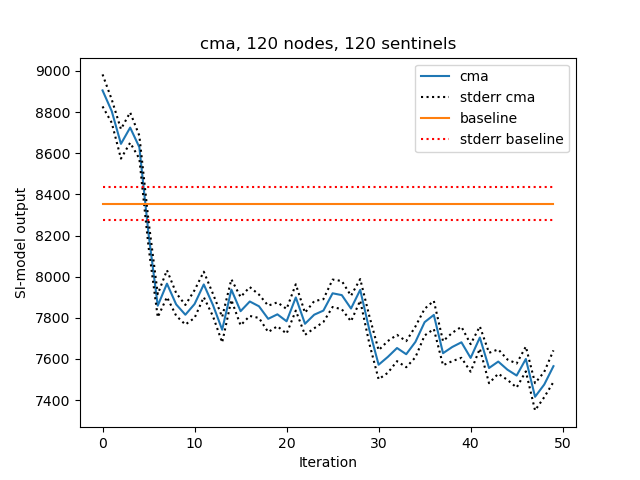 cma, 120 nodes, 120 sentinels
9000
8800
8600
8400
8200
8000
7800
7600
7400
SI-model output
cma
stderr cma
baseline
stderr baseline
0 10 20 30 40 50
Iteration